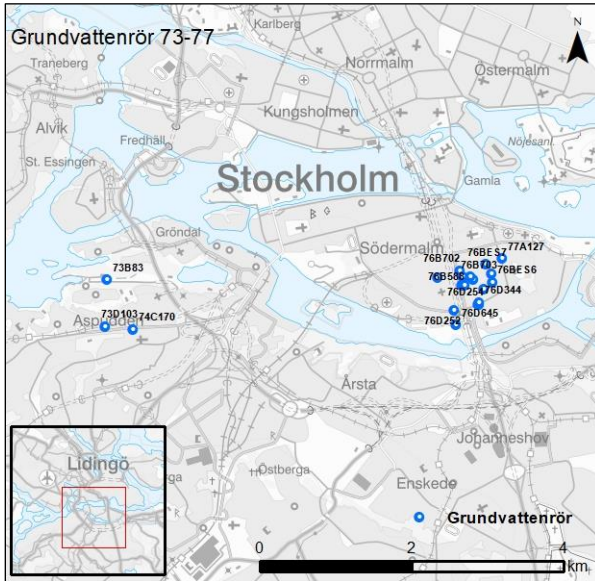 Grundvattenrör 73-77
Karlberg
N
Traneberg
Norrmalm
Östermalm
Kungsholmen
Alvik
Fredhäll
Nöjesanl.
St. Essingen
Stockholm
Gamla
Gröndal
Södermalm
77A127
76BES7
76B702
76B703
76BES6
73B83
76B586
76D254
76D344
73D103
74C170
Aspudden
76D645
76D252
Årsta
Johanneshov
Lidingö
Östberga
Enskede
Grundvattenrör
0
2
4
km